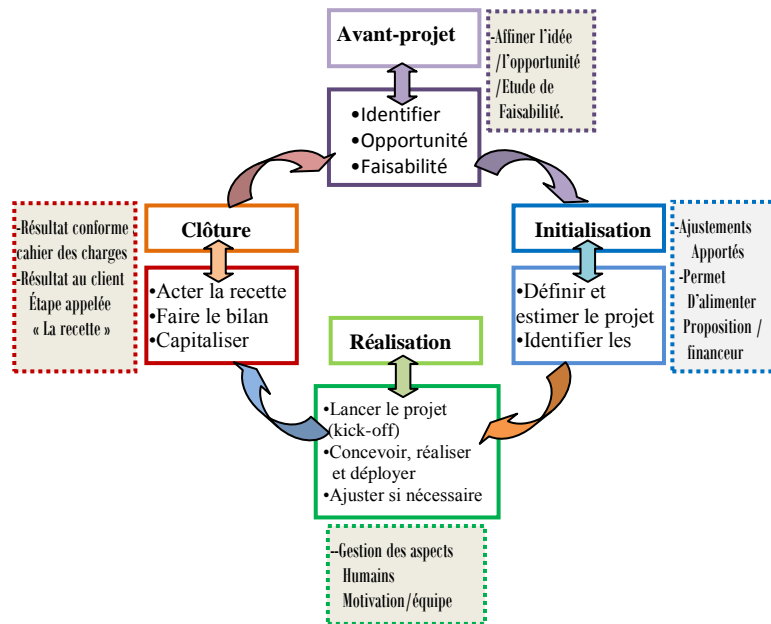 Avant-projet
•Identifier
•Opportunité
•Faisabilité
-Affiner l'idée
/l'opportunité
/Etude de
Faisabilité.
Initialisation
•Définir et
estimer le projet
•Identifier les
-Ajustements
Apportés
-Permet
D'alimenter
Proposition /
financeur
Réalisation
•Lancer le projet
(kick-off)
•Concevoir, réaliser
et déployer
•Ajuster si nécessaire
--Gestion des aspects
Humains
Motivation/équipe
Clôture
•Acter la recette
•Faire le bilan
•Capitaliser
-Résultat conforme
cahier des charges
-Résultat au client
Étape appelée
« La recette »